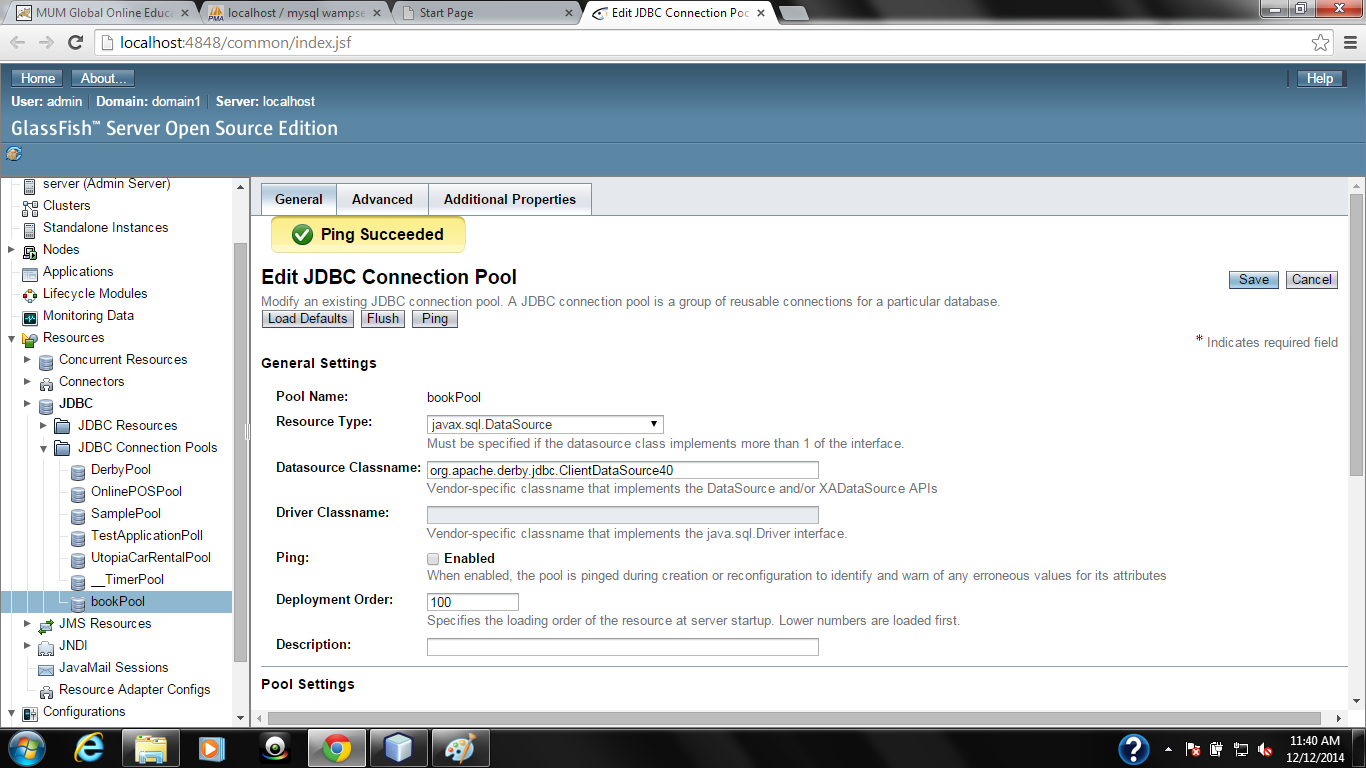 MUM Global Online Educa
localhost / mysql wampse
Start Page
Edit JDBC Connection Poo
localhost:4848/common/index.jsf
Home About...
Help
User: admin Domain: domain1 Server: localhost
GlassFish™ Server Open Source Edition
server (Admin Server)
Clusters
Standalone Instances
Nodes
Applications
Lifecycle Modules
Monitoring Data
Resources
Concurrent Resources
Connectors
JDBC
JDBC Resources
JDBC Connection Pools
DerbyPool
OnlinePOSPool
SamplePool
TestApplicationPoll
UtopiaCarRentalPool
__TimerPool
bookPool
JMS Resources
JNDI
JavaMail Sessions
Resource Adapter Configs
Configurations
General Advanced Additional Properties
Ping Succeeded
Edit JDBC Connection Pool
Save Cancel
Modify an existing JDBC connection pool. A JDBC connection pool is a group of reusable connections for a particular database.
Load Defaults Flush Ping
* Indicates required field
General Settings
Pool Name: bookPool
Resource Type: javax.sql.DataSource
Must be specified if the datasource class implements more than 1 of the interface.
Datasource Classname: org.apache.derby.jdbc.ClientDataSource40
Vendor-specific classname that implements the DataSource and/or XADataSource APIs
Driver Classname:
Vendor-specific classname that implements the java.sql.Driver interface.
Ping: Enabled
When enabled, the pool is pinged during creation or reconfiguration to identify and warn of any erroneous values for its attributes
Deployment Order: 100
Specifies the loading order of the resource at server startup. Lower numbers are loaded first.
Description:
Pool Settings
11:40 AM
12/12/2014